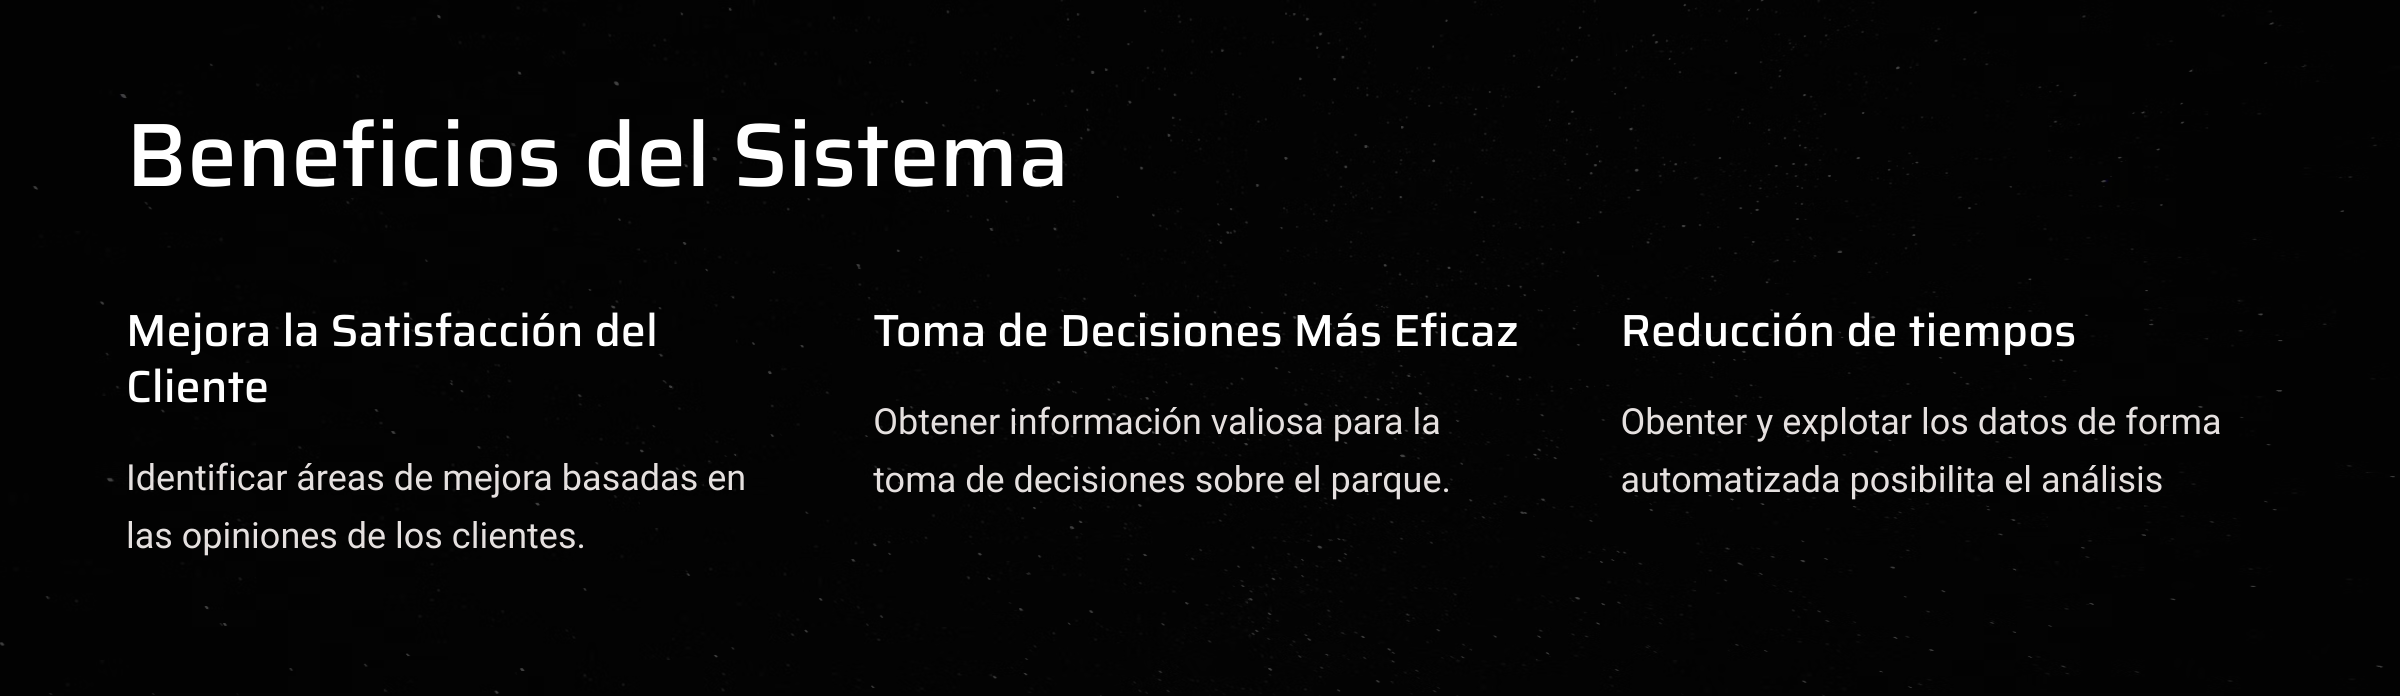 Beneficios del Sistema
Mejora la Satisfacción del
Cliente
Identificar áreas de mejora basadas en
las opiniones de los clientes.
Toma de Decisiones Más Eficaz
Obtener información valiosa para la
toma de decisiones sobre el parque.
Reducción de tiempos
Obenter y explotar los datos de forma
automatizada posibilita el análisis